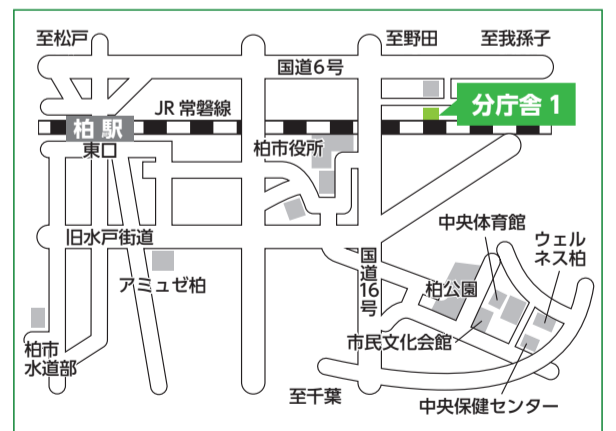 至松戸
至野田
至我孫子
国道6号
JR常磐線
分庁舎1
柏駅
東口
柏市役所
旧水戸街道
中央体育館
ウェル
ネス柏
国道16号
アミュゼ柏
柏公園
市民文化会館
柏市
水道部
至千葉
中央保健センター